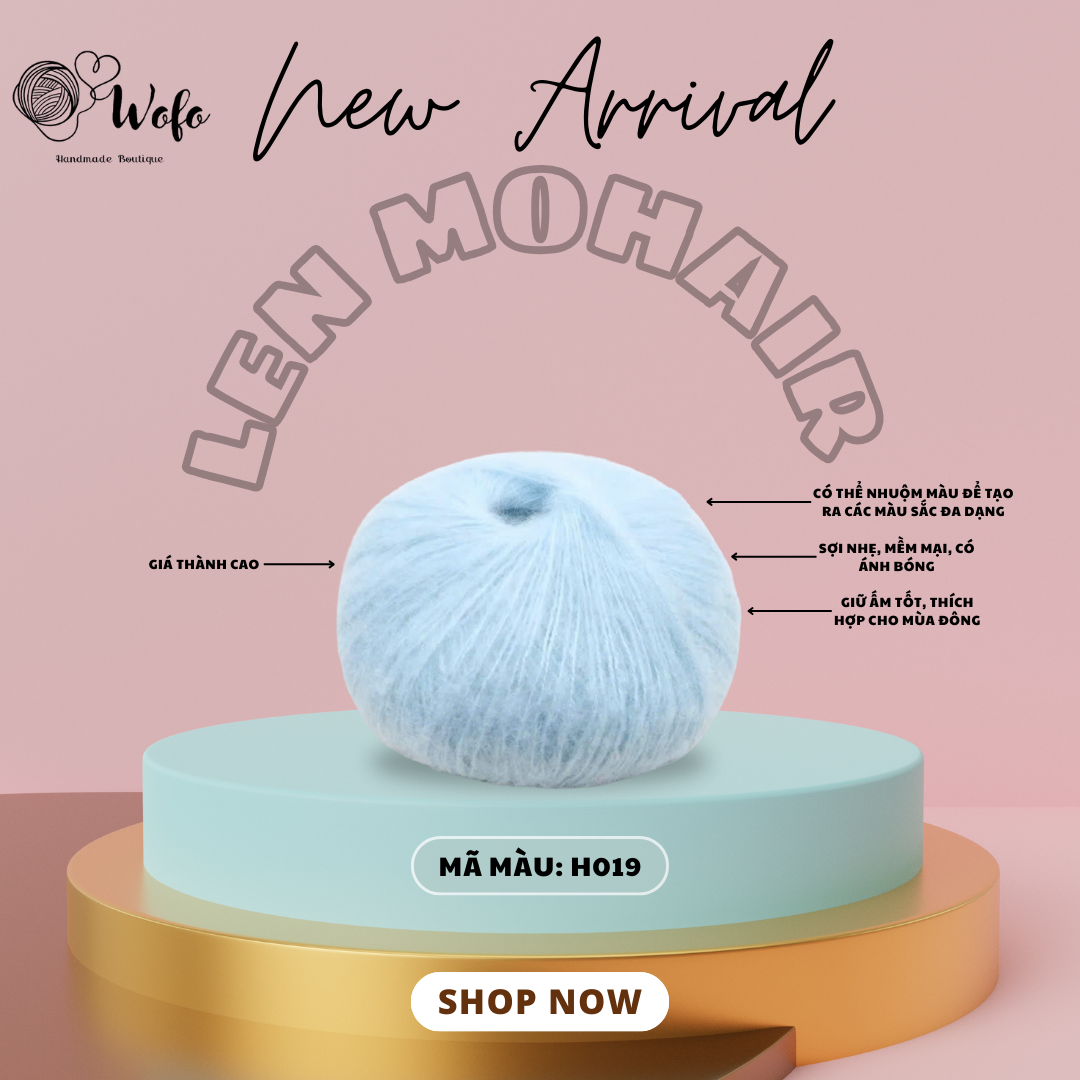 Wofo
Handmade Boutique
New Arrival
LEN MOHAIR
CÓ THỂ NHUỘM MÀU ĐỂ TẠO
RA CÁC MÀU SẮC ĐA DẠNG
SỢI NHẸ, MỀM MẠI, CÓ
ÁNH BÓNG
GIÁ THÀNH CAO
GIỮ ẤM TỐT, THÍCH
HỢP CHO MÙA ĐÔNG
MÃ MÀU: H019
SHOP NOW